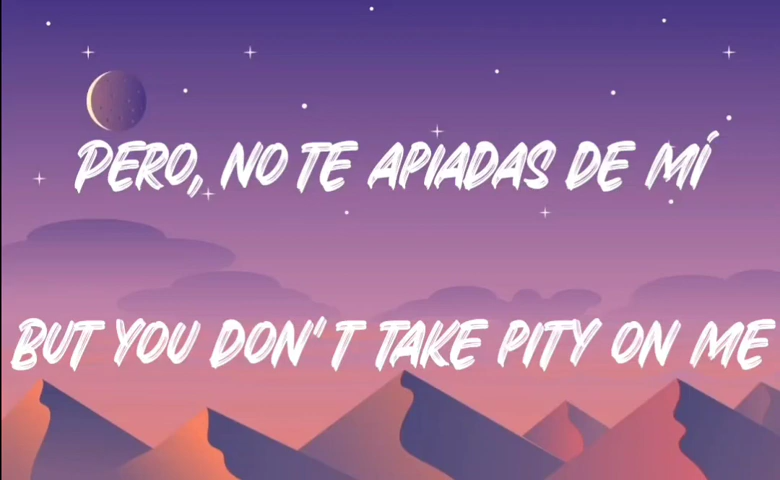 PERO, NO TE APIADAS DE MÍ
BUT YOU DON'T TAKE PITY ON ME